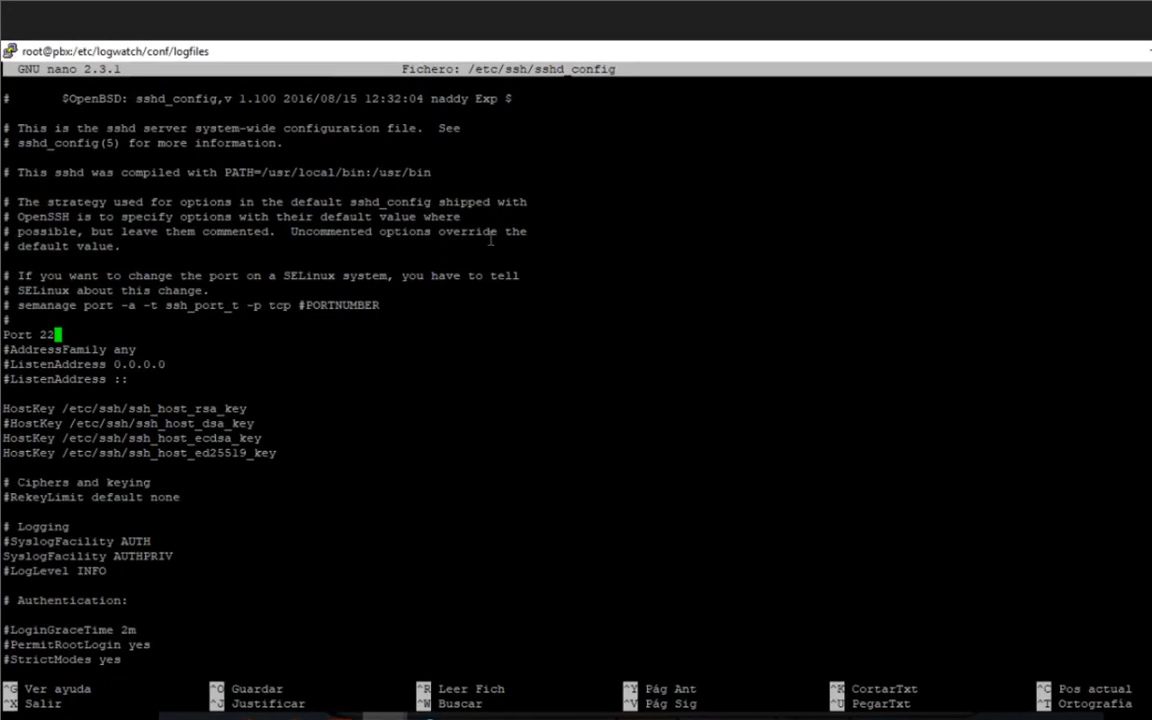 root@pbx:/etc/logwatch/conf/logfiles
GNU nano 2.3.1 Fichero: /etc/ssh/sshd_config
# $OpenBSD: sshd_config,v 1.100 2016/08/15 12:32:04 naddy Exp $
# This is the sshd server system-wide configuration file. See
# sshd_config(5) for more information.
# This sshd was compiled with PATH=/usr/local/bin:/usr/bin
# The strategy used for options in the default sshd_config shipped with
# OpenSSH is to specify options with their default value where
# possible, but leave them commented. Uncommented options override the
# default value.
# If you want to change the port on a SELinux system, you have to tell
# SELinux about this change.
# semanage port -a -t ssh_port_t -p tcp #PORTNUMBER
#
Port 22
#AddressFamily any
#ListenAddress 0.0.0.0
#ListenAddress ::
HostKey /etc/ssh/ssh_host_rsa_key
#HostKey /etc/ssh/ssh_host_dsa_key
HostKey /etc/ssh/ssh_host_ecdsa_key
HostKey /etc/ssh/ssh_host_ed25519_key
# Ciphers and keying
#RekeyLimit default none
# Logging
#SyslogFacility AUTH
SyslogFacility AUTHPRIV
#LogLevel INFO
# Authentication:
#LoginGraceTime 2m
#PermitRootLogin yes
#StrictModes yes
^G Ver ayuda ^O Guardar ^R Leer Fich ^Y Pág Ant ^K CortarTxt ^C Pos actual
^X Salir ^J Justificar ^W Buscar ^V Pág Sig ^U PegarTxt ^T Ortografía